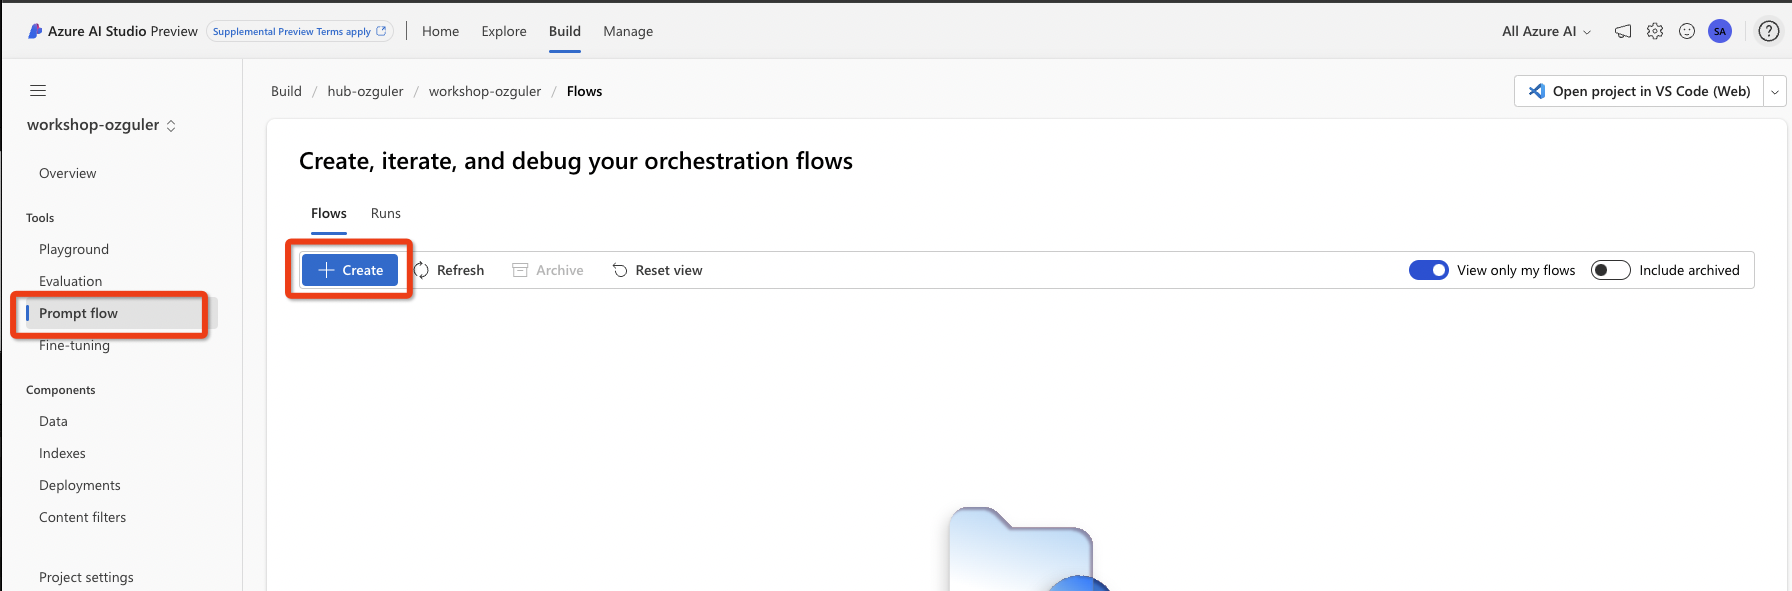 Azure AI Studio Preview Supplemental Preview Terms apply Home Explore Build Manage All Azure AI SA ?
workshop-ozguler
Overview
Tools
Playground
Evaluation
Prompt flow
Fine-tuning
Components
Data
Indexes
Deployments
Content filters
Project settings
Build / hub-ozguler / workshop-ozguler / Flows
Open project in VS Code (Web)
Create, iterate, and debug your orchestration flows
Flows Runs
Create Refresh Archive Reset view View only my flows Include archived